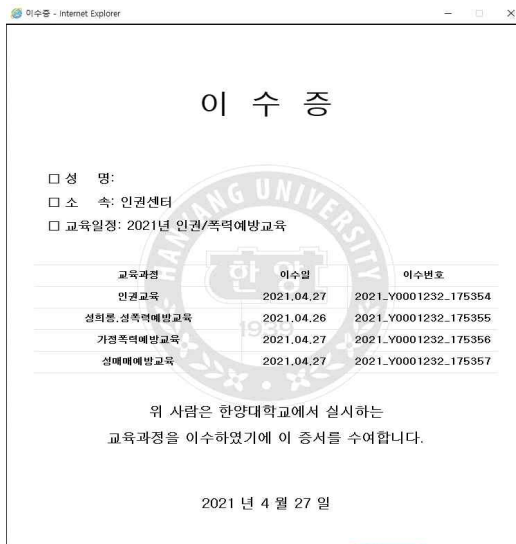 이수증 - Internet Explorer
이 수 증
□ 성 명:
□ 소 속: 인권센터
□ 교육일정: 2021년 인권/폭력예방교육
교육과정 이수일 이수번호
인권교육 2021.04.27 2021_Y0001232_175354
성희롱.성폭력예방교육 2021.04.26 2021_Y0001232_175355
가정폭력예방교육 2021.04.27 2021_Y0001232_175356
성매매예방교육 2021.04.27 2021_Y0001232_175357
HANYANG UNIVERSITY
한양
1939
위 사람은 한양대학교에서 실시하는
교육과정을 이수하였기에 이 증서를 수여합니다.
2021 년 4 월 27 일